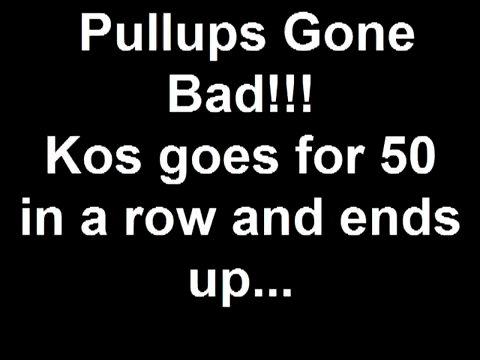 Pullups Gone
Bad!!!
Kos goes for 50
in a row and ends
up...